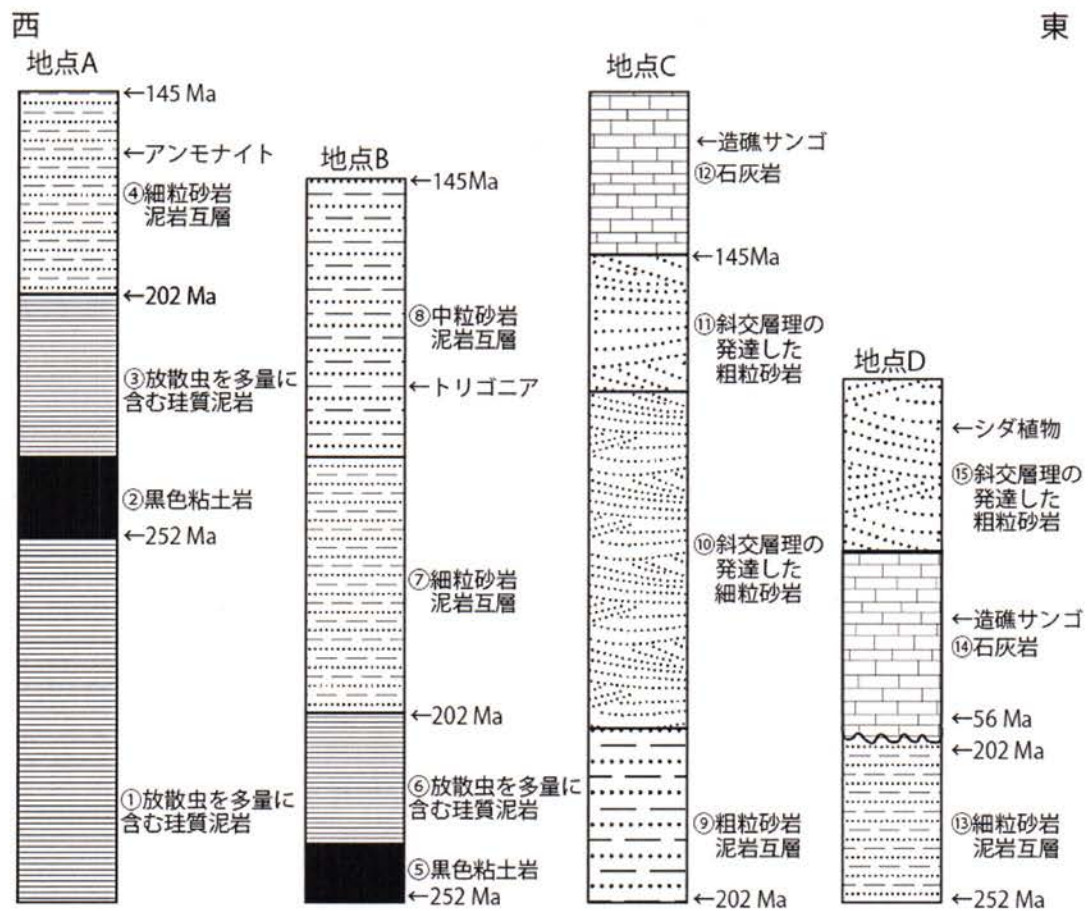 西
東
地点A
←145 Ma
←アンモナイト
④細粒砂岩
泥岩互層
←202 Ma
③放散虫を多量に
含む珪質泥岩
②黒色粘土岩
←252 Ma
①放散虫を多量に
含む珪質泥岩
地点B
←145Ma
⑧中粒砂岩
泥岩互層
←トリゴニア
⑦細粒砂岩
泥岩互層
←202 Ma
⑥放散虫を多量に
含む珪質泥岩
⑤黒色粘土岩
←252 Ma
地点C
←造礁サンゴ
⑫石灰岩
←145Ma
⑪斜交層理の
発達した
粗粒砂岩
⑩斜交層理の
発達した
細粒砂岩
⑨粗粒砂岩
泥岩互層
←202 Ma
地点D
←シダ植物
⑮斜交層理の
発達した
粗粒砂岩
←造礁サンゴ
⑭石灰岩
←56 Ma
←202 Ma
⑬細粒砂岩
泥岩互層
←252 Ma